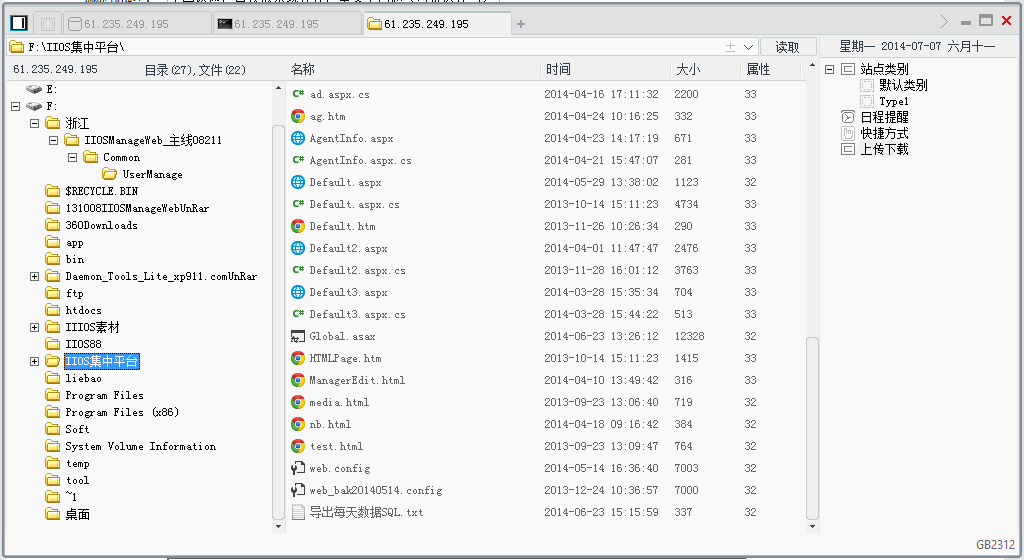 61.235.249.195 61.235.249.195 61.235.249.195 +
F:\IIOS集中平台\ 读取 星期一 2014-07-07 六月十一
61.235.249.195 目录(27),文件(22)
E:
F:
浙江
IIOSManageWeb_主线08211
Common
UserManage
$RECYCLE.BIN
131008IIOSManageWebUnRar
360Downloads
app
bin
Daemon_Tools_Lite_xp911.comUnRar
ftp
htdocs
IIIOS素材
IIOS88
IIOS集中平台
liebao
Program Files
Program Files (x86)
Soft
System Volume Information
temp
tool
~1
桌面
名称 时间 大小 属性
ad.aspx.cs 2014-04-16 17:11:32 2200 33
ag.htm 2014-04-24 10:16:25 332 33
AgentInfo.aspx 2014-04-23 14:17:19 671 33
AgentInfo.aspx.cs 2014-04-21 15:47:07 281 33
Default.aspx 2014-05-29 13:38:02 1123 32
Default.aspx.cs 2013-10-14 15:11:23 4734 33
Default.htm 2013-11-26 10:26:34 290 33
Default2.aspx 2014-04-01 11:47:47 2476 33
Default2.aspx.cs 2013-11-28 16:01:12 3763 33
Default3.aspx 2014-03-28 15:35:34 704 33
Default3.aspx.cs 2014-03-28 15:44:22 513 33
Global.asax 2014-06-23 13:26:12 12328 32
HTMLPage.htm 2013-10-14 15:11:23 1415 33
ManagerEdit.html 2014-04-10 13:49:42 316 33
media.html 2013-09-23 13:06:40 719 32
nb.html 2014-04-18 09:16:42 384 32
test.html 2013-09-23 13:09:47 764 32
web.config 2014-05-14 16:36:40 7003 32
web_bak20140514.config 2013-12-24 10:36:57 7000 32
导出每天数据SQL.txt 2014-06-23 15:15:59 337 32
站点类别
默认类别
Type1
日程提醒
快捷方式
上传下载
GB2312